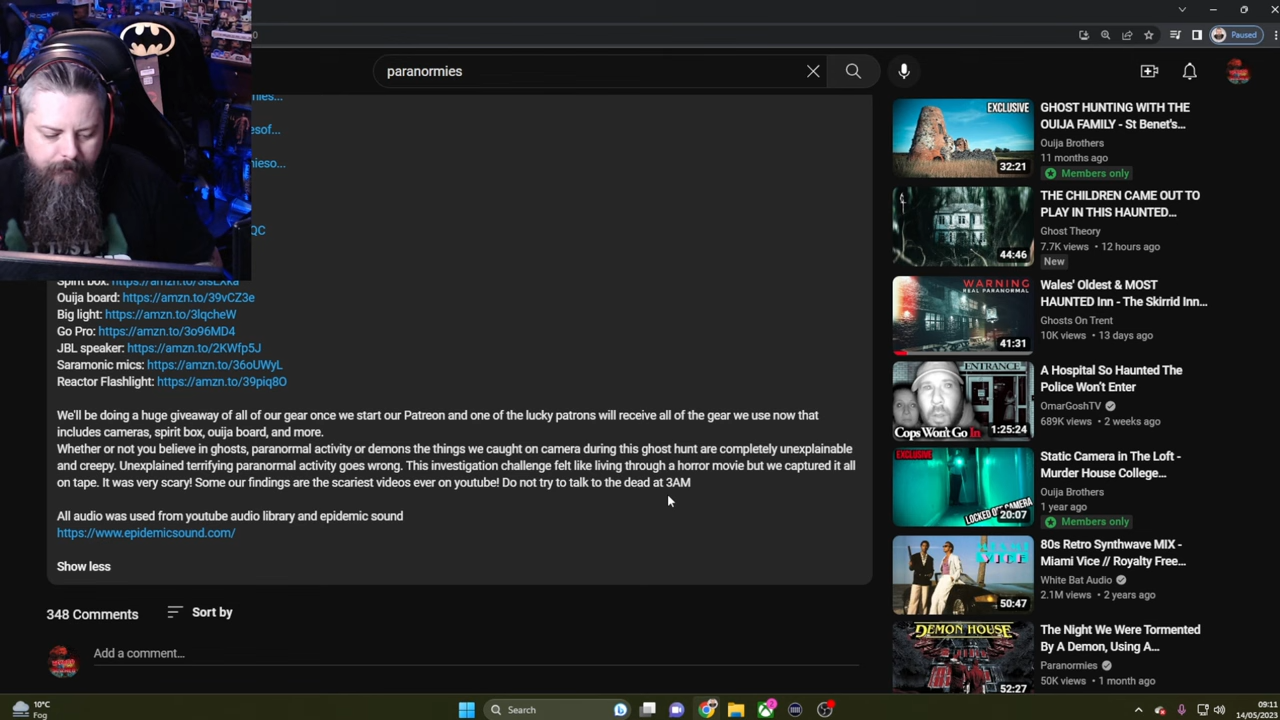 0
Paused
paranormies
mies...
esof...
nieso...
QC
Spirit box: https://amzn.to/3isLXRa
Ouija board: https://amzn.to/39vCZ3e
Big light: https://amzn.to/3lqcheW
Go Pro: https://amzn.to/3o96MD4
JBL speaker: https://amzn.to/2KWfp5J
Saramonic mics: https://amzn.to/36oUWyL
Reactor Flashlight: https://amzn.to/39piq8O
We'll be doing a huge giveaway of all of our gear once we start our Patreon and one of the lucky patrons will receive all of the gear we use now that
includes cameras, spirit box, ouija board, and more.
Whether or not you believe in ghosts, paranormal activity or demons the things we caught on camera during this ghost hunt are completely unexplainable
and creepy. Unexplained terrifying paranormal activity goes wrong. This investigation challenge felt like living through a horror movie but we captured it all
on tape. It was very scary! Some our findings are the scariest videos ever on youtube! Do not try to talk to the dead at 3AM
All audio was used from youtube audio library and epidemic sound
https://www.epidemicsound.com/
Show less
348 Comments
Sort by
Add a comment...
EXCLUSIVE
32:21
GHOST HUNTING WITH THE
OUIJA FAMILY - St Benet's...
Ouija Brothers
11 months ago
Members only
44:46
THE CHILDREN CAME OUT TO
PLAY IN THIS HAUNTED...
Ghost Theory
7.7K views • 12 hours ago
New
WARNING
REAL PARANORMAL
41:31
Wales' Oldest & MOST
HAUNTED Inn - The Skirrid Inn...
Ghosts On Trent
10K views • 13 days ago
ENTRANCE
Cops Won't Go In
1:25:24
A Hospital So Haunted The
Police Won't Enter
OmarGoshTV
689K views • 2 weeks ago
EXCLUSIVE
LOCKED OFF CAMERA
20:07
Static Camera in The Loft -
Murder House College...
Ouija Brothers
1 year ago
Members only
50:47
80s Retro Synthwave MIX -
Miami Vice // Royalty Free...
White Bat Audio
2.1M views • 2 years ago
DEMON HOUSE
52:27
The Night We Were Tormented
By A Demon, Using A...
Paranormies
50K views • 1 month ago
10°C
Fog
Search
09:11
14/05/2023